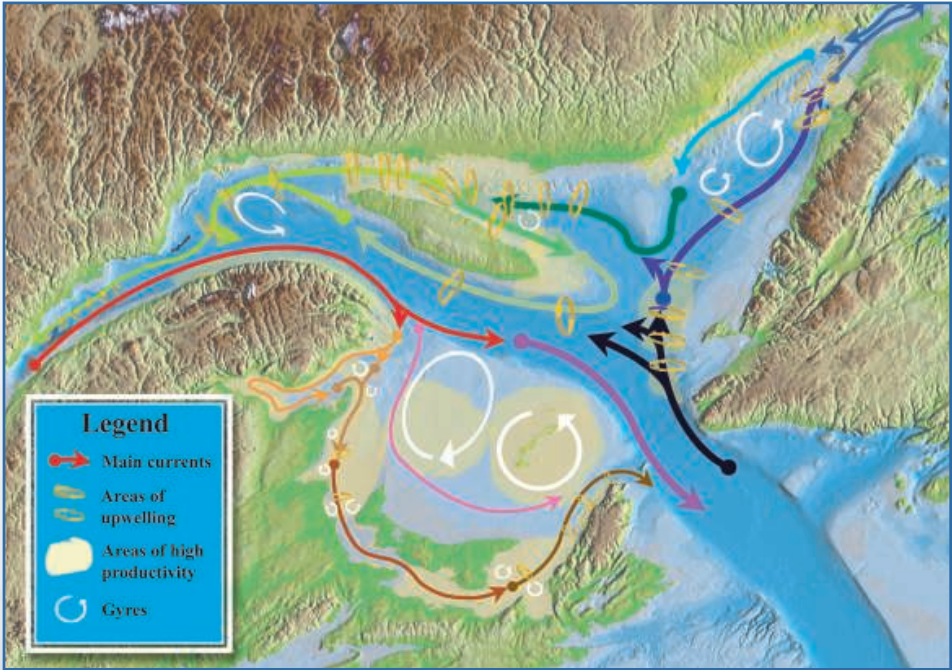 Legend
Main currents
Areas of
upwelling
Areas of high
productivity
Gyres